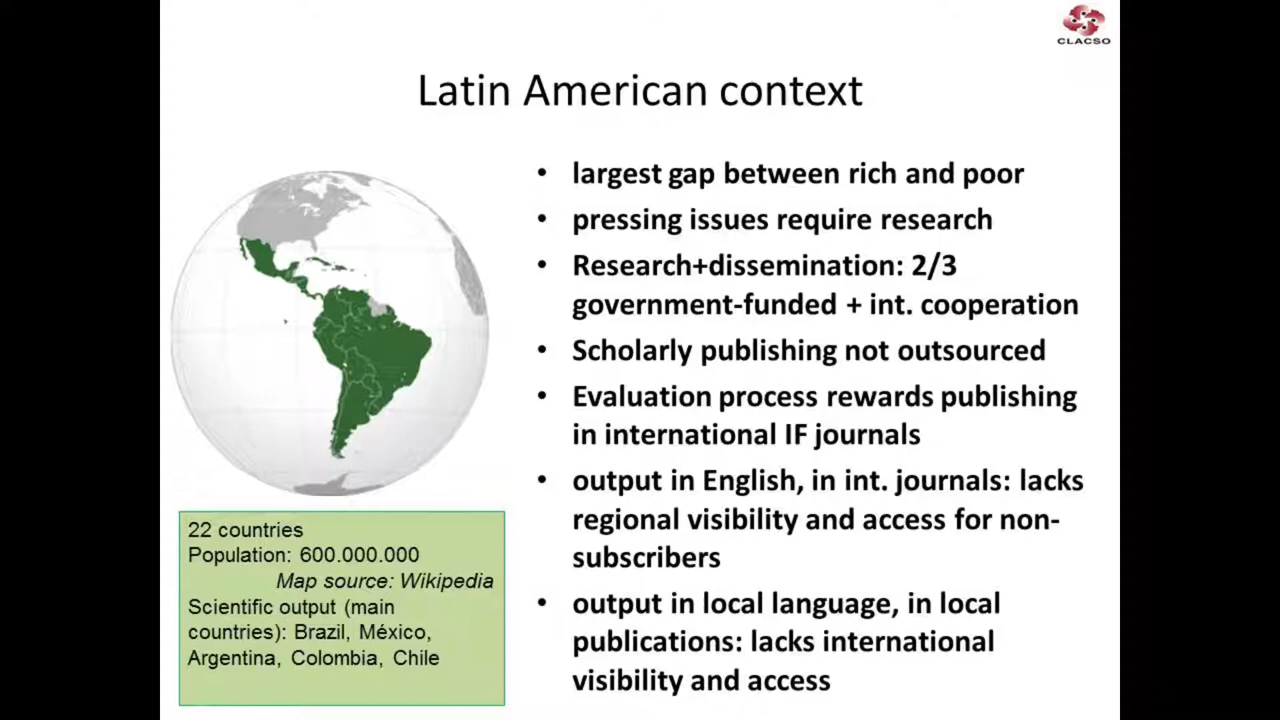 CLACSO
Latin American context
• largest gap between rich and poor
• pressing issues require research
• Research+dissemination: 2/3
government-funded + int. cooperation
• Scholarly publishing not outsourced
• Evaluation process rewards publishing
in international IF journals
• output in English, in int. journals: lacks
regional visibility and access for non-
subscribers
• output in local language, in local
publications: lacks international
visibility and access
22 countries
Population: 600.000.000
Map source: Wikipedia
Scientific output (main
countries): Brazil, México,
Argentina, Colombia, Chile